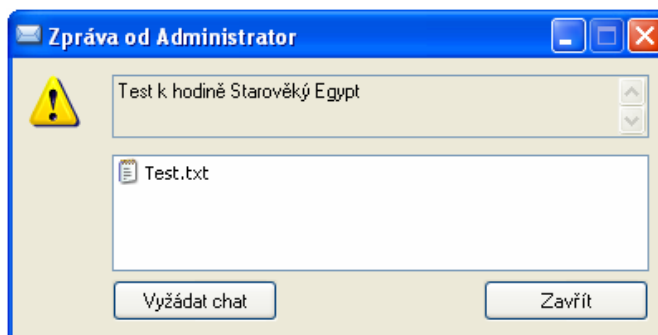 Zpráva od Administrator
Test k hodině Starověký Egypt
Test.txt
Vyžádat chat
Zavřít